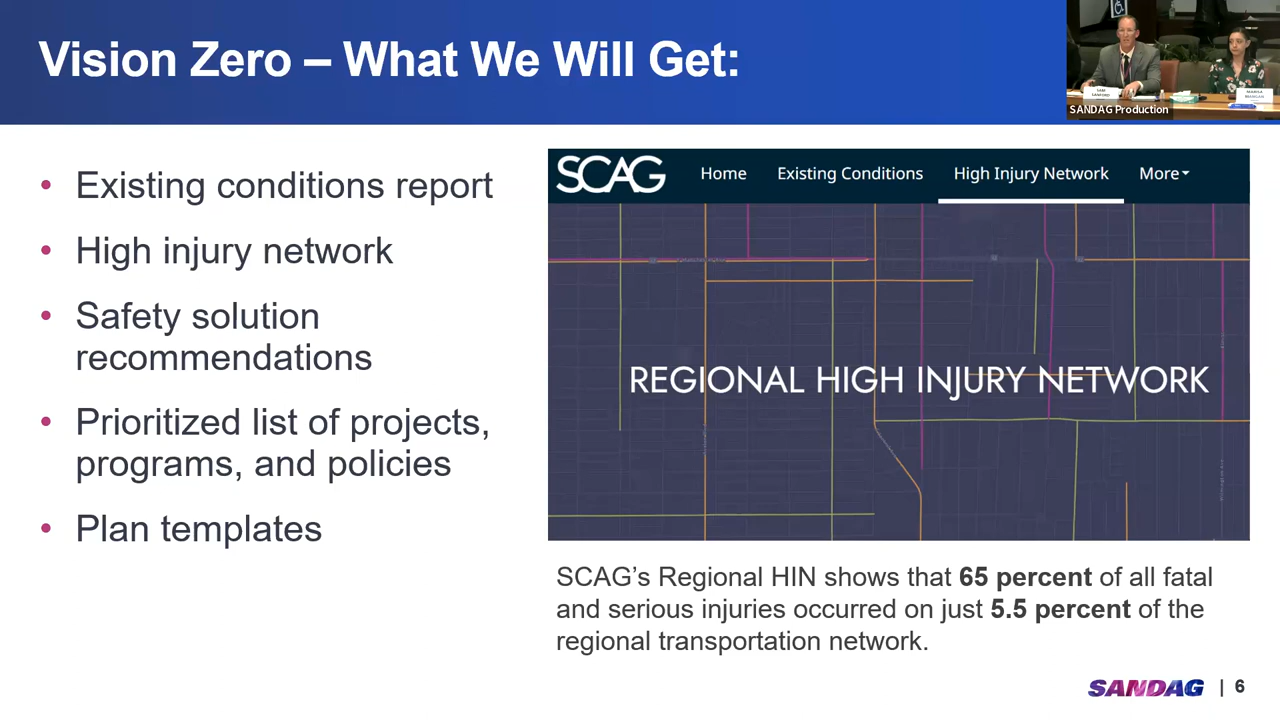 Vision Zero – What We Will Get:
SANDAG Production
• Existing conditions report
• High injury network
• Safety solution
recommendations
• Prioritized list of projects,
programs, and policies
• Plan templates
SCAG Home Existing Conditions High Injury Network More
REGIONAL HIGH INJURY NETWORK
SCAG’s Regional HIN shows that 65 percent of all fatal
and serious injuries occurred on just 5.5 percent of the
regional transportation network.
SANDAG | 6